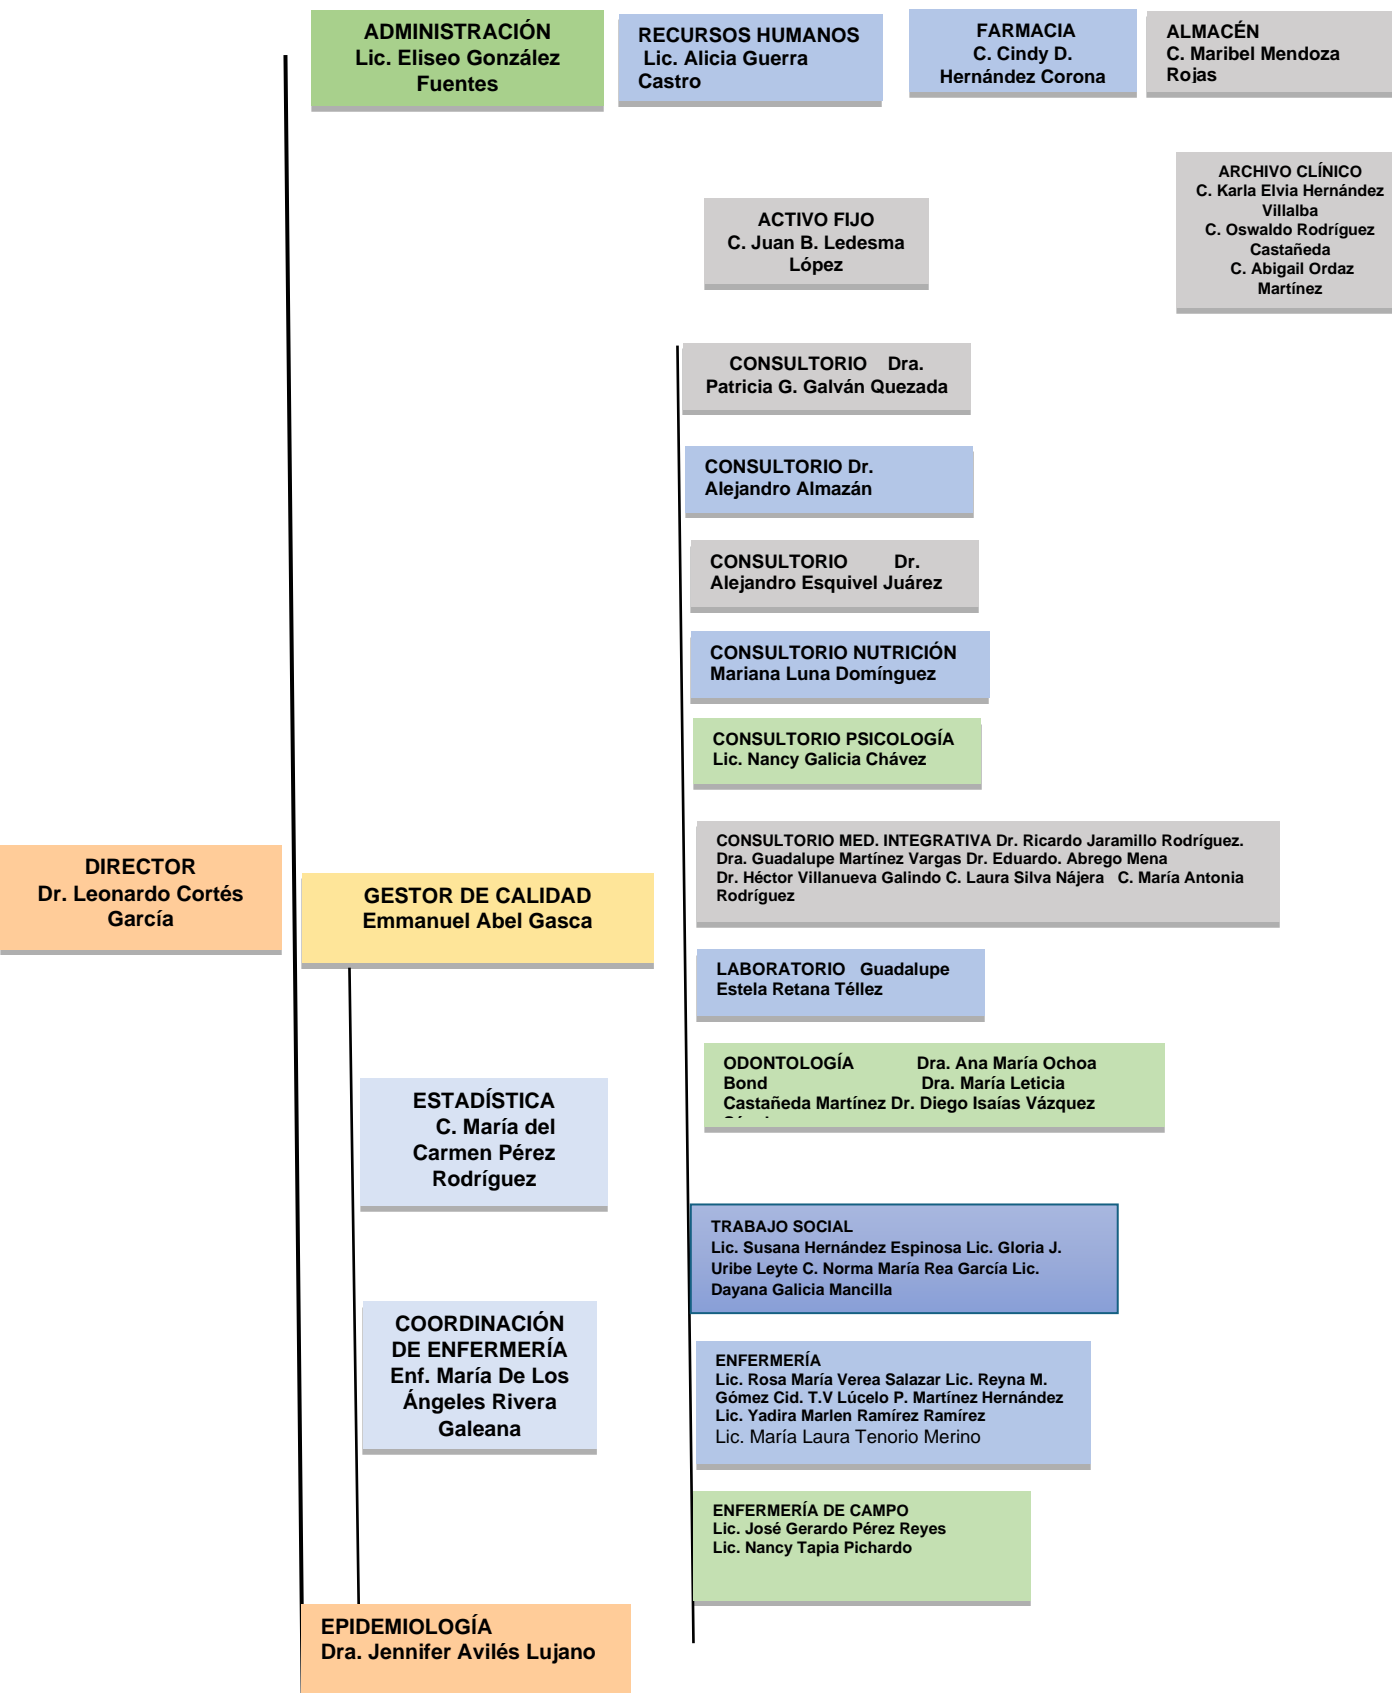 ADMINISTRACIÓN
Lic. Eliseo González
Fuentes
RECURSOS HUMANOS
Lic. Alicia Guerra
Castro
FARMACIA
C. Cindy D.
Hernández Corona
ALMACÉN
C. Maribel Mendoza
Rojas
ARCHIVO CLÍNICO
C. Karla Elvia Hernández
Villalba
C. Oswaldo Rodríguez
Castañeda
C. Abigail Ordaz
Martínez
ACTIVO FIJO
C. Juan B. Ledesma
López
CONSULTORIO Dra.
Patricia G. Galván Quezada
CONSULTORIO Dr.
Alejandro Almazán
CONSULTORIO Dr.
Alejandro Esquivel Juárez
CONSULTORIO NUTRICIÓN
Mariana Luna Domínguez
CONSULTORIO PSICOLOGÍA
Lic. Nancy Galicia Chávez
CONSULTORIO MED. INTEGRATIVA Dr. Ricardo Jaramillo Rodríguez.
Dra. Guadalupe Martínez Vargas Dr. Eduardo. Abrego Mena
Dr. Héctor Villanueva Galindo C. Laura Silva Nájera C. María Antonia
Rodríguez
DIRECTOR
Dr. Leonardo Cortés
García
GESTOR DE CALIDAD
Emmanuel Abel Gasca
LABORATORIO Guadalupe
Estela Retana Téllez
ODONTOLOGÍA Dra. Ana María Ochoa
Bond Dra. María Leticia
Castañeda Martínez Dr. Diego Isaías Vázquez
ESTADÍSTICA
C. María del
Carmen Pérez
Rodríguez
TRABAJO SOCIAL
Lic. Susana Hernández Espinosa Lic. Gloria J.
Uribe Leyte C. Norma María Rea García Lic.
Dayana Galicia Mancilla
COORDINACIÓN
DE ENFERMERÍA
Enf. María De Los
Ángeles Rivera
Galeana
ENFERMERÍA
Lic. Rosa María Verea Salazar Lic. Reyna M.
Gómez Cid. T.V Lúcelo P. Martínez Hernández
Lic. Yadira Marlen Ramírez Ramírez
Lic. María Laura Tenorio Merino
ENFERMERÍA DE CAMPO
Lic. José Gerardo Pérez Reyes
Lic. Nancy Tapia Pichardo
EPIDEMIOLOGÍA
Dra. Jennifer Avilés Lujano